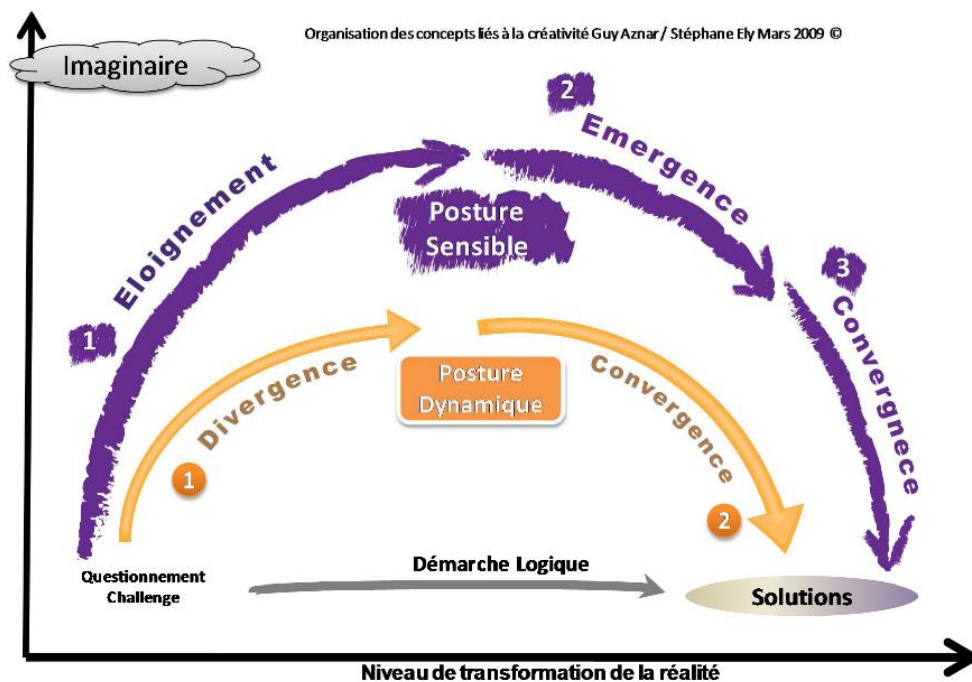 Organisation des concepts liés à la créativité Guy Aznar / Stéphane Ely Mars 2009 ©
Imaginaire
2
Emergence
Eloignement
Posture
Sensible
3
Convergnece
1
Divergence
Posture
Dynamique
Convergence
1
2
Questionnement
Challenge
Démarche Logique
Solutions
Niveau de transformation de la réalité